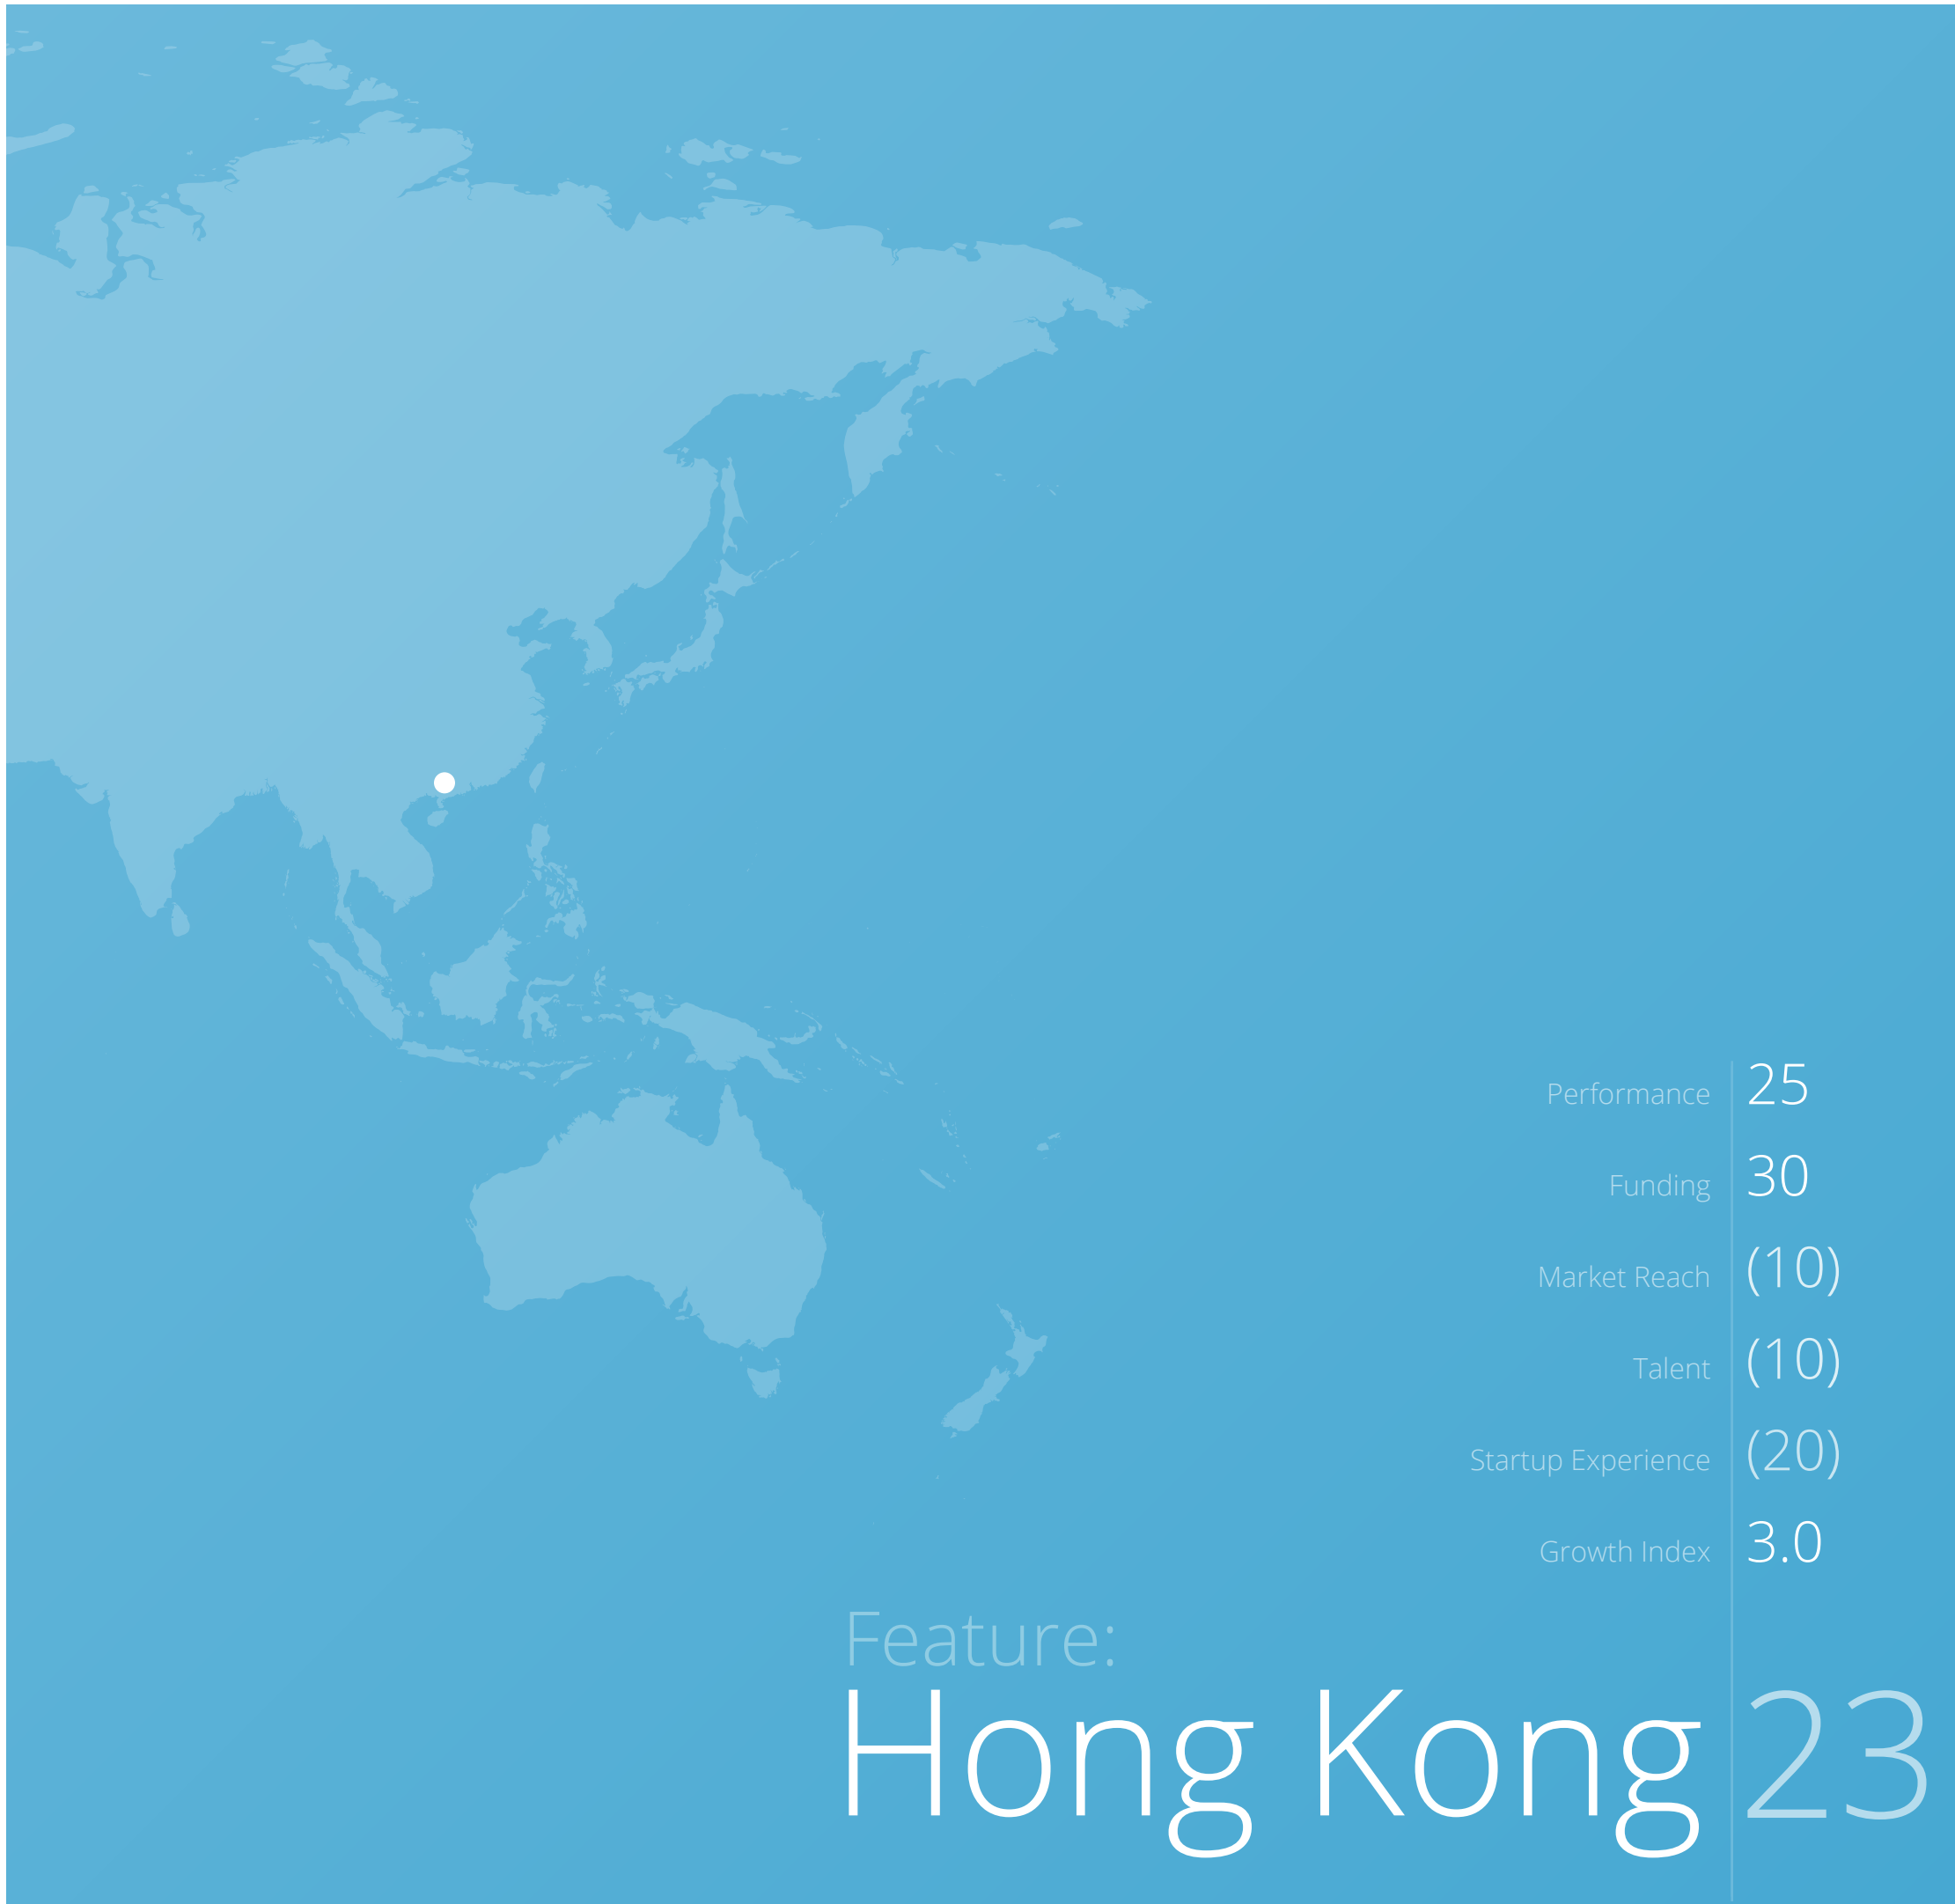 Performance 25
Funding 30
Market Reach (10)
Talent (10)
Startup Experience (20)
Growth Index 3.0
Feature:
Hong Kong 23